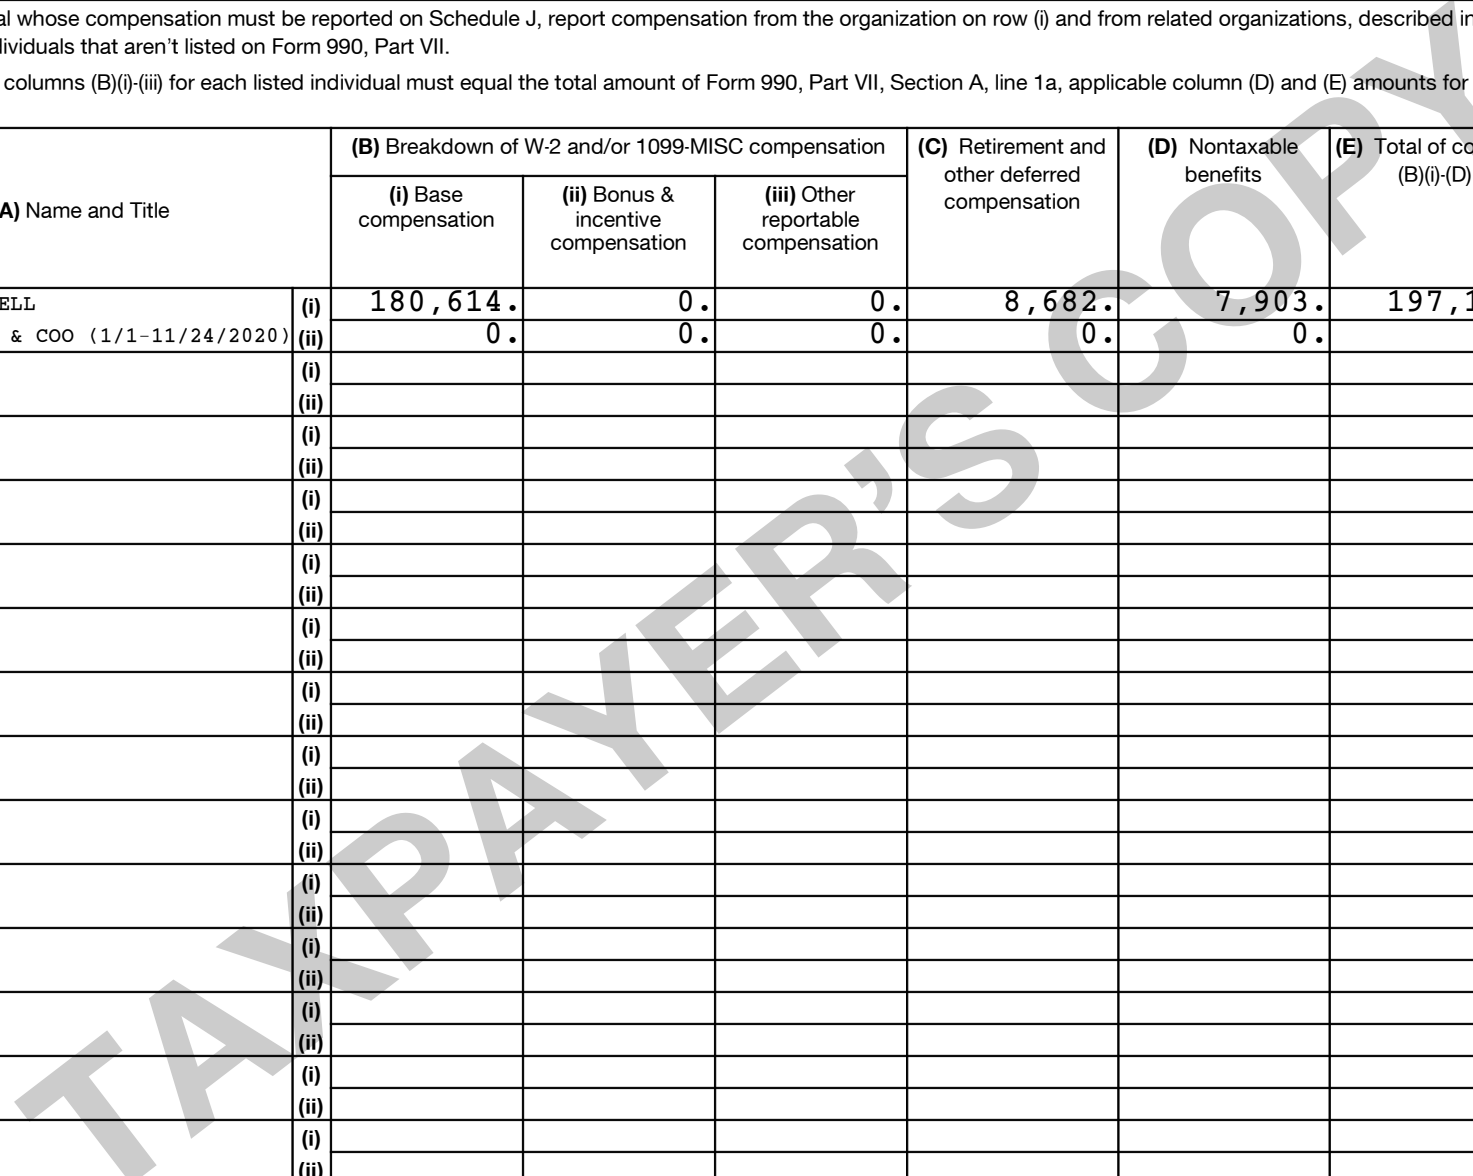 al whose compensation must be reported on Schedule J, report compensation from the organization on row (i) and from related organizations, described in
dividuals that aren't listed on Form 990, Part VII.
columns (B)(i)-(iii) for each listed individual must equal the total amount of Form 990, Part VII, Section A, line 1a, applicable column (D) and (E) amounts for
(B) Breakdown of W-2 and/or 1099-MISC compensation
(C) Retirement and
other deferred
compensation
(D) Nontaxable
benefits
(E) Total of co
(B)(i)-(D)
A) Name and Title
(i) Base
compensation
(ii) Bonus &
incentive
compensation
(iii) Other
reportable
compensation
ELL (i) 180,614. 0. 0. 8,682. 7,903. 197,1
& COO (1/1-11/24/2020) (ii) 0. 0. 0. 0. 0.
(i)
(ii)
(i)
(ii)
(i)
(ii)
(i)
(ii)
(i)
(ii)
(i)
(ii)
(i)
(ii)
(i)
(ii)
(i)
(ii)
(i)
(ii)
(i)
(ii)
(i)
(ii)
(i)
(ii)
TAXPAYER'S COPY